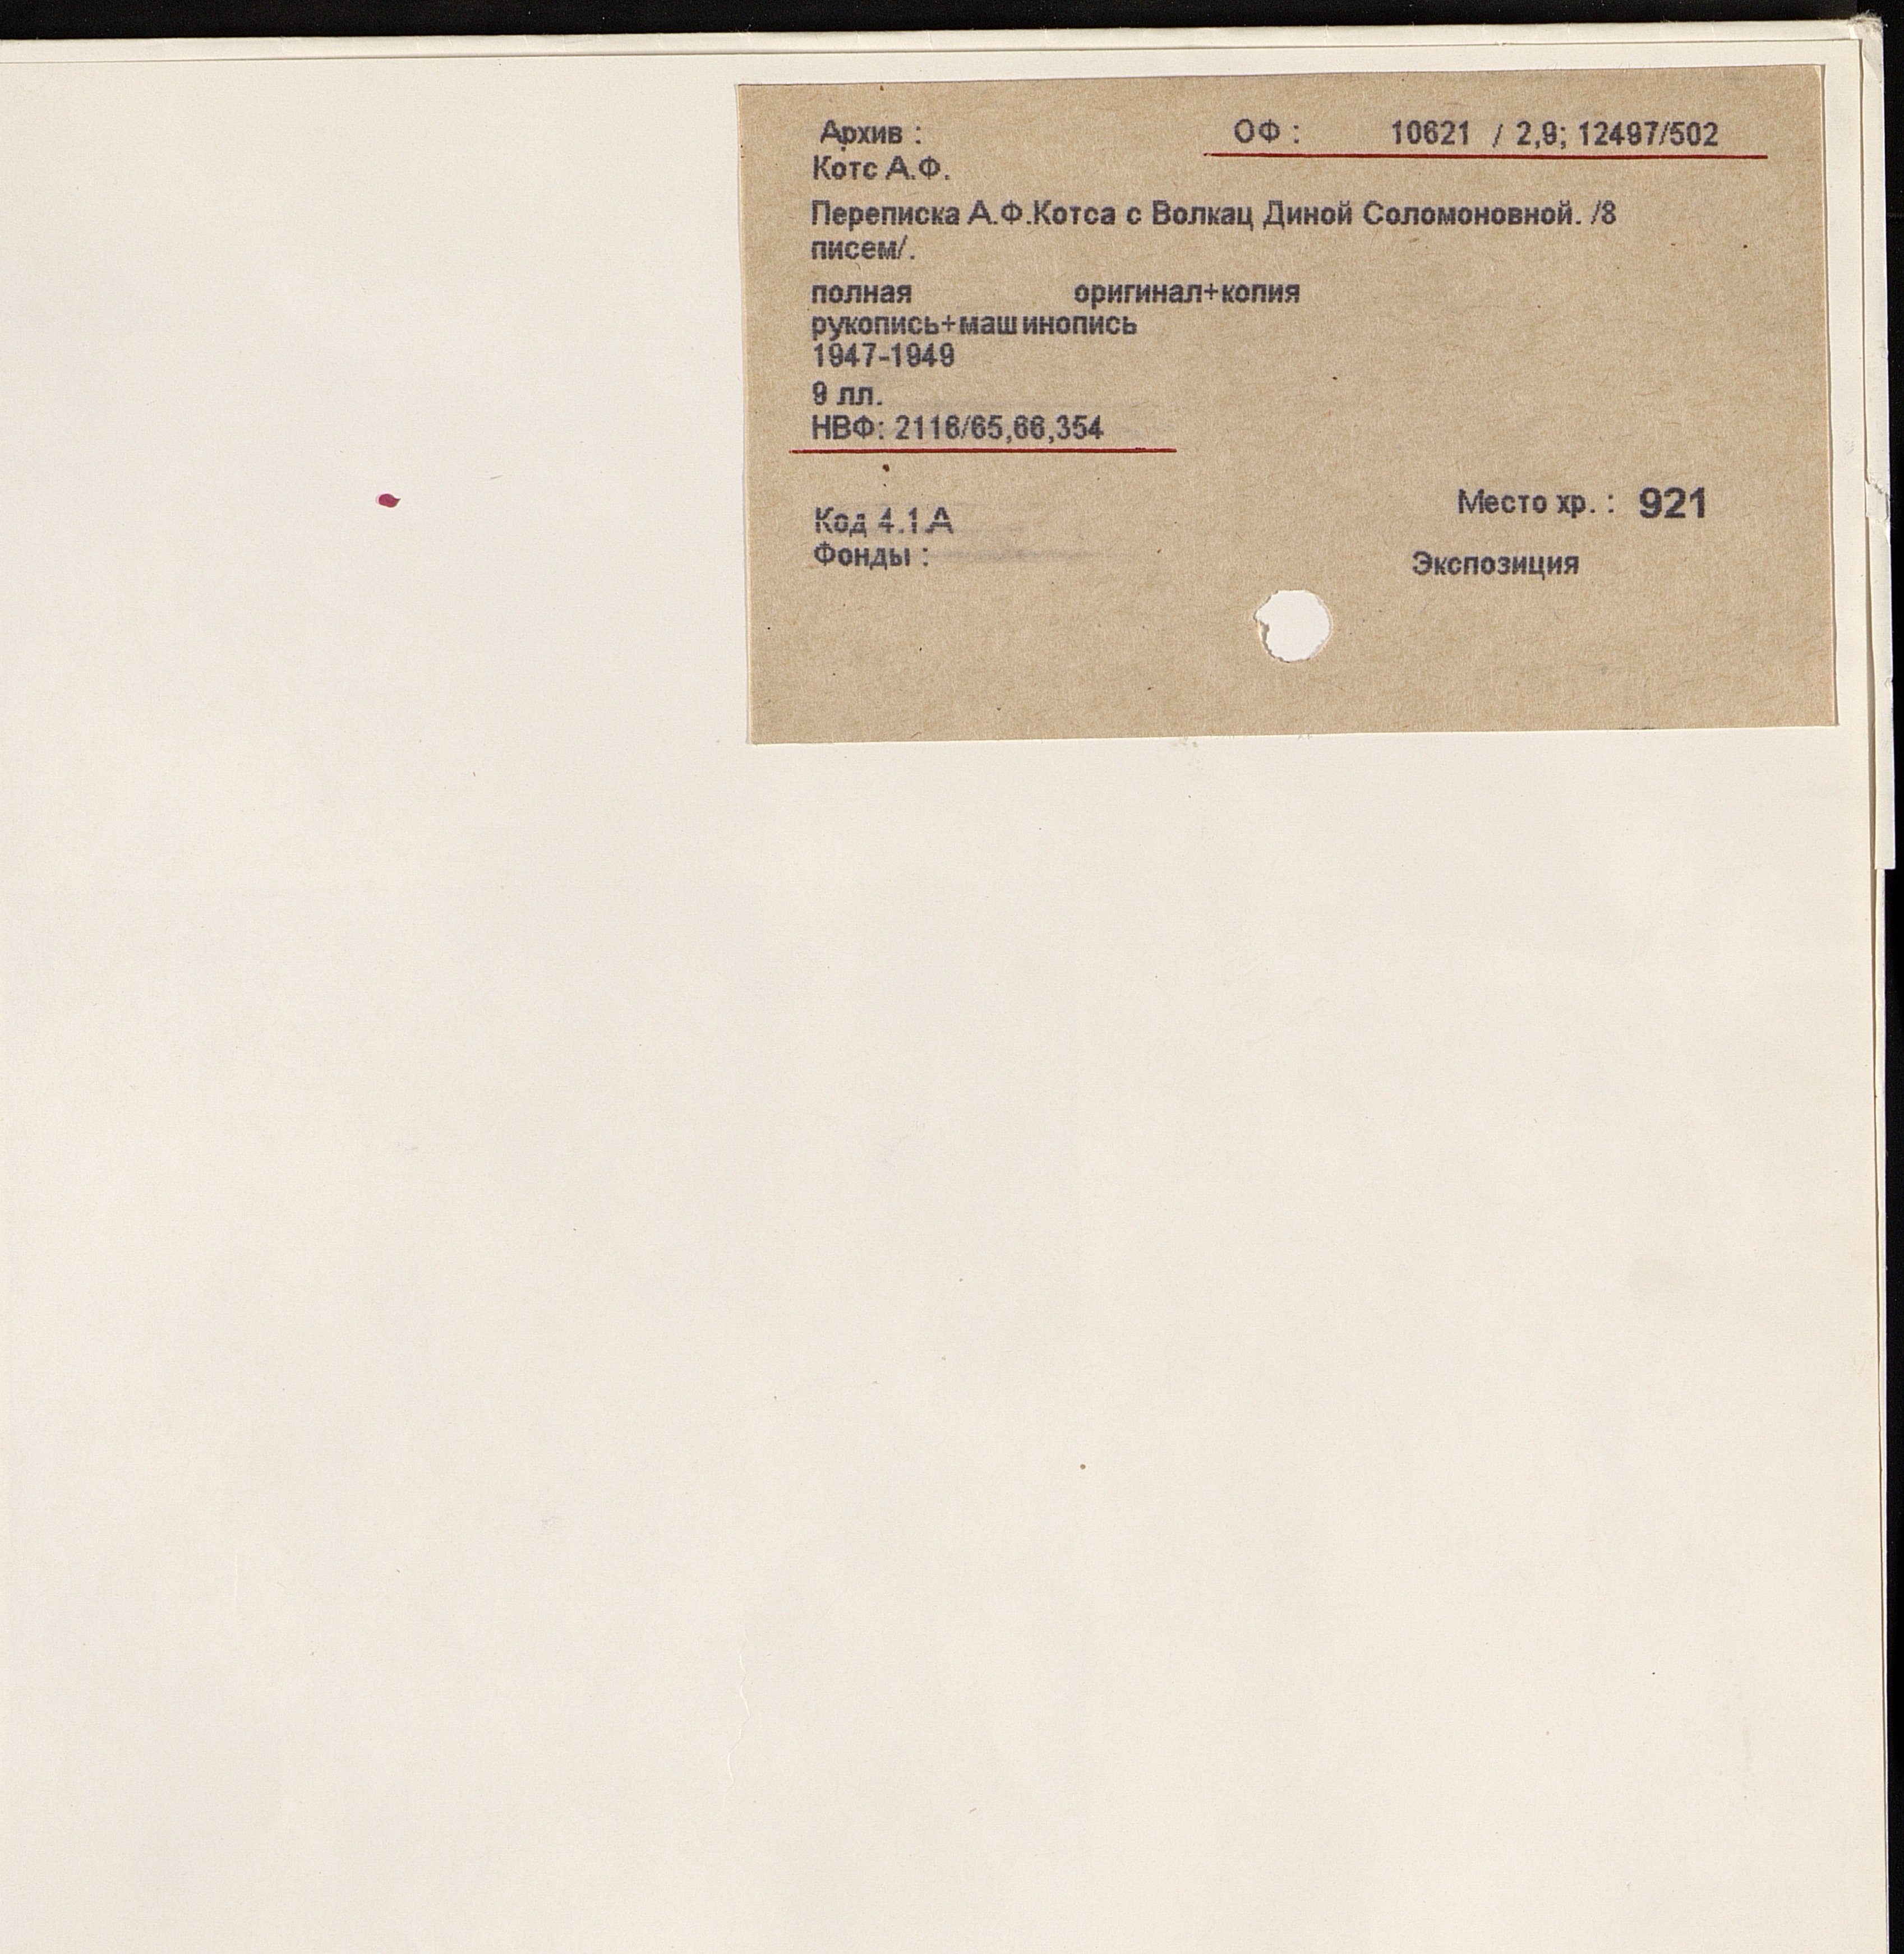 Архив : ОФ : 10621 / 2,9; 12497/502
Котс А.Ф.
Переписка А.Ф.Котса с Волкац Диной Соломоновной. /8
писем/.
полная оригинал+копия
рукопись+машинопись
1947-1949
9 лл.
НВФ: 2116/65,66,354
Место хр. : 921
Код 4.1.А
Фонды :
Экспозиция